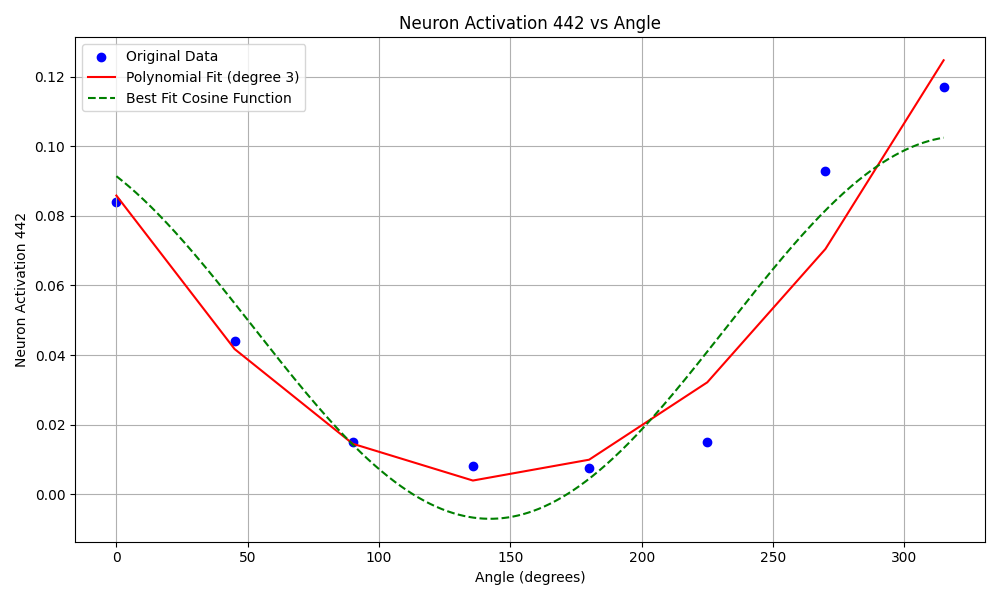 Neuron Activation 442 vs Angle
Original Data
Polynomial Fit (degree 3)
Best Fit Cosine Function
Neuron Activation 442
0.12
0.10
0.08
0.06
0.04
0.02
0.00
0 50 100 150 200 250 300
Angle (degrees)